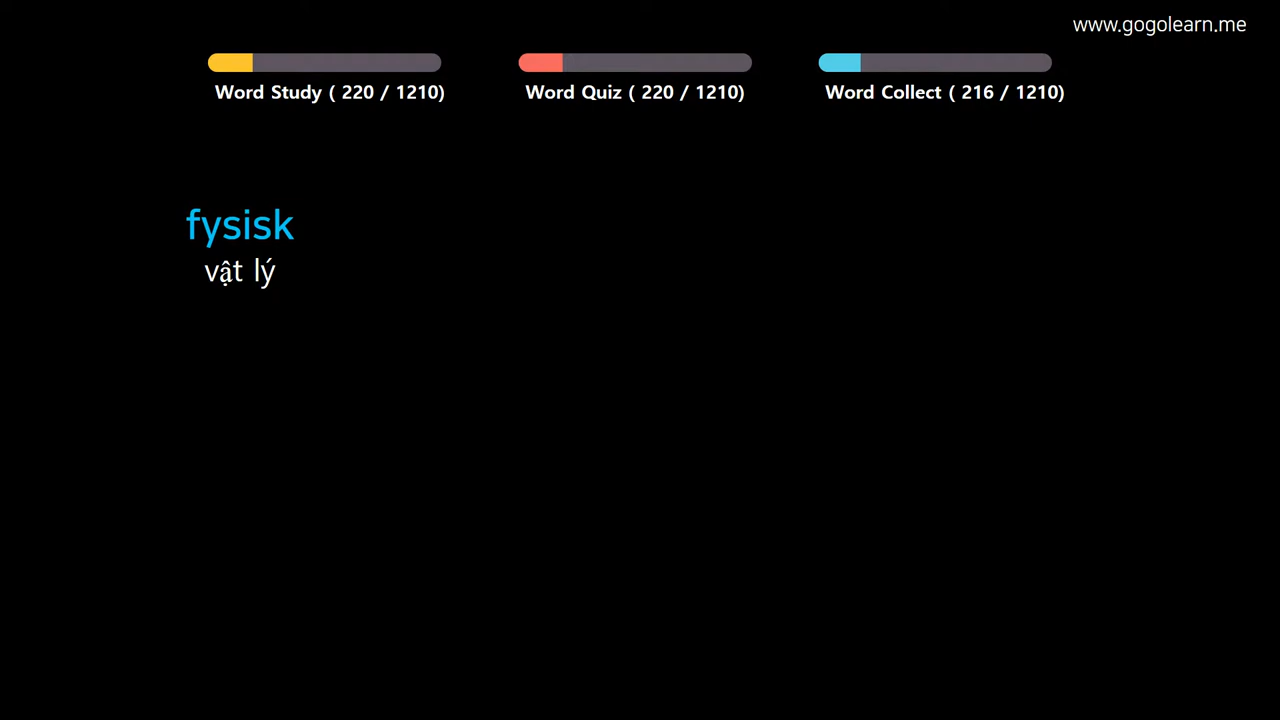 www.gogolearn.me
Word Study ( 220 / 1210)
Word Quiz ( 220 / 1210)
Word Collect ( 216 / 1210)
fysisk
vật lý